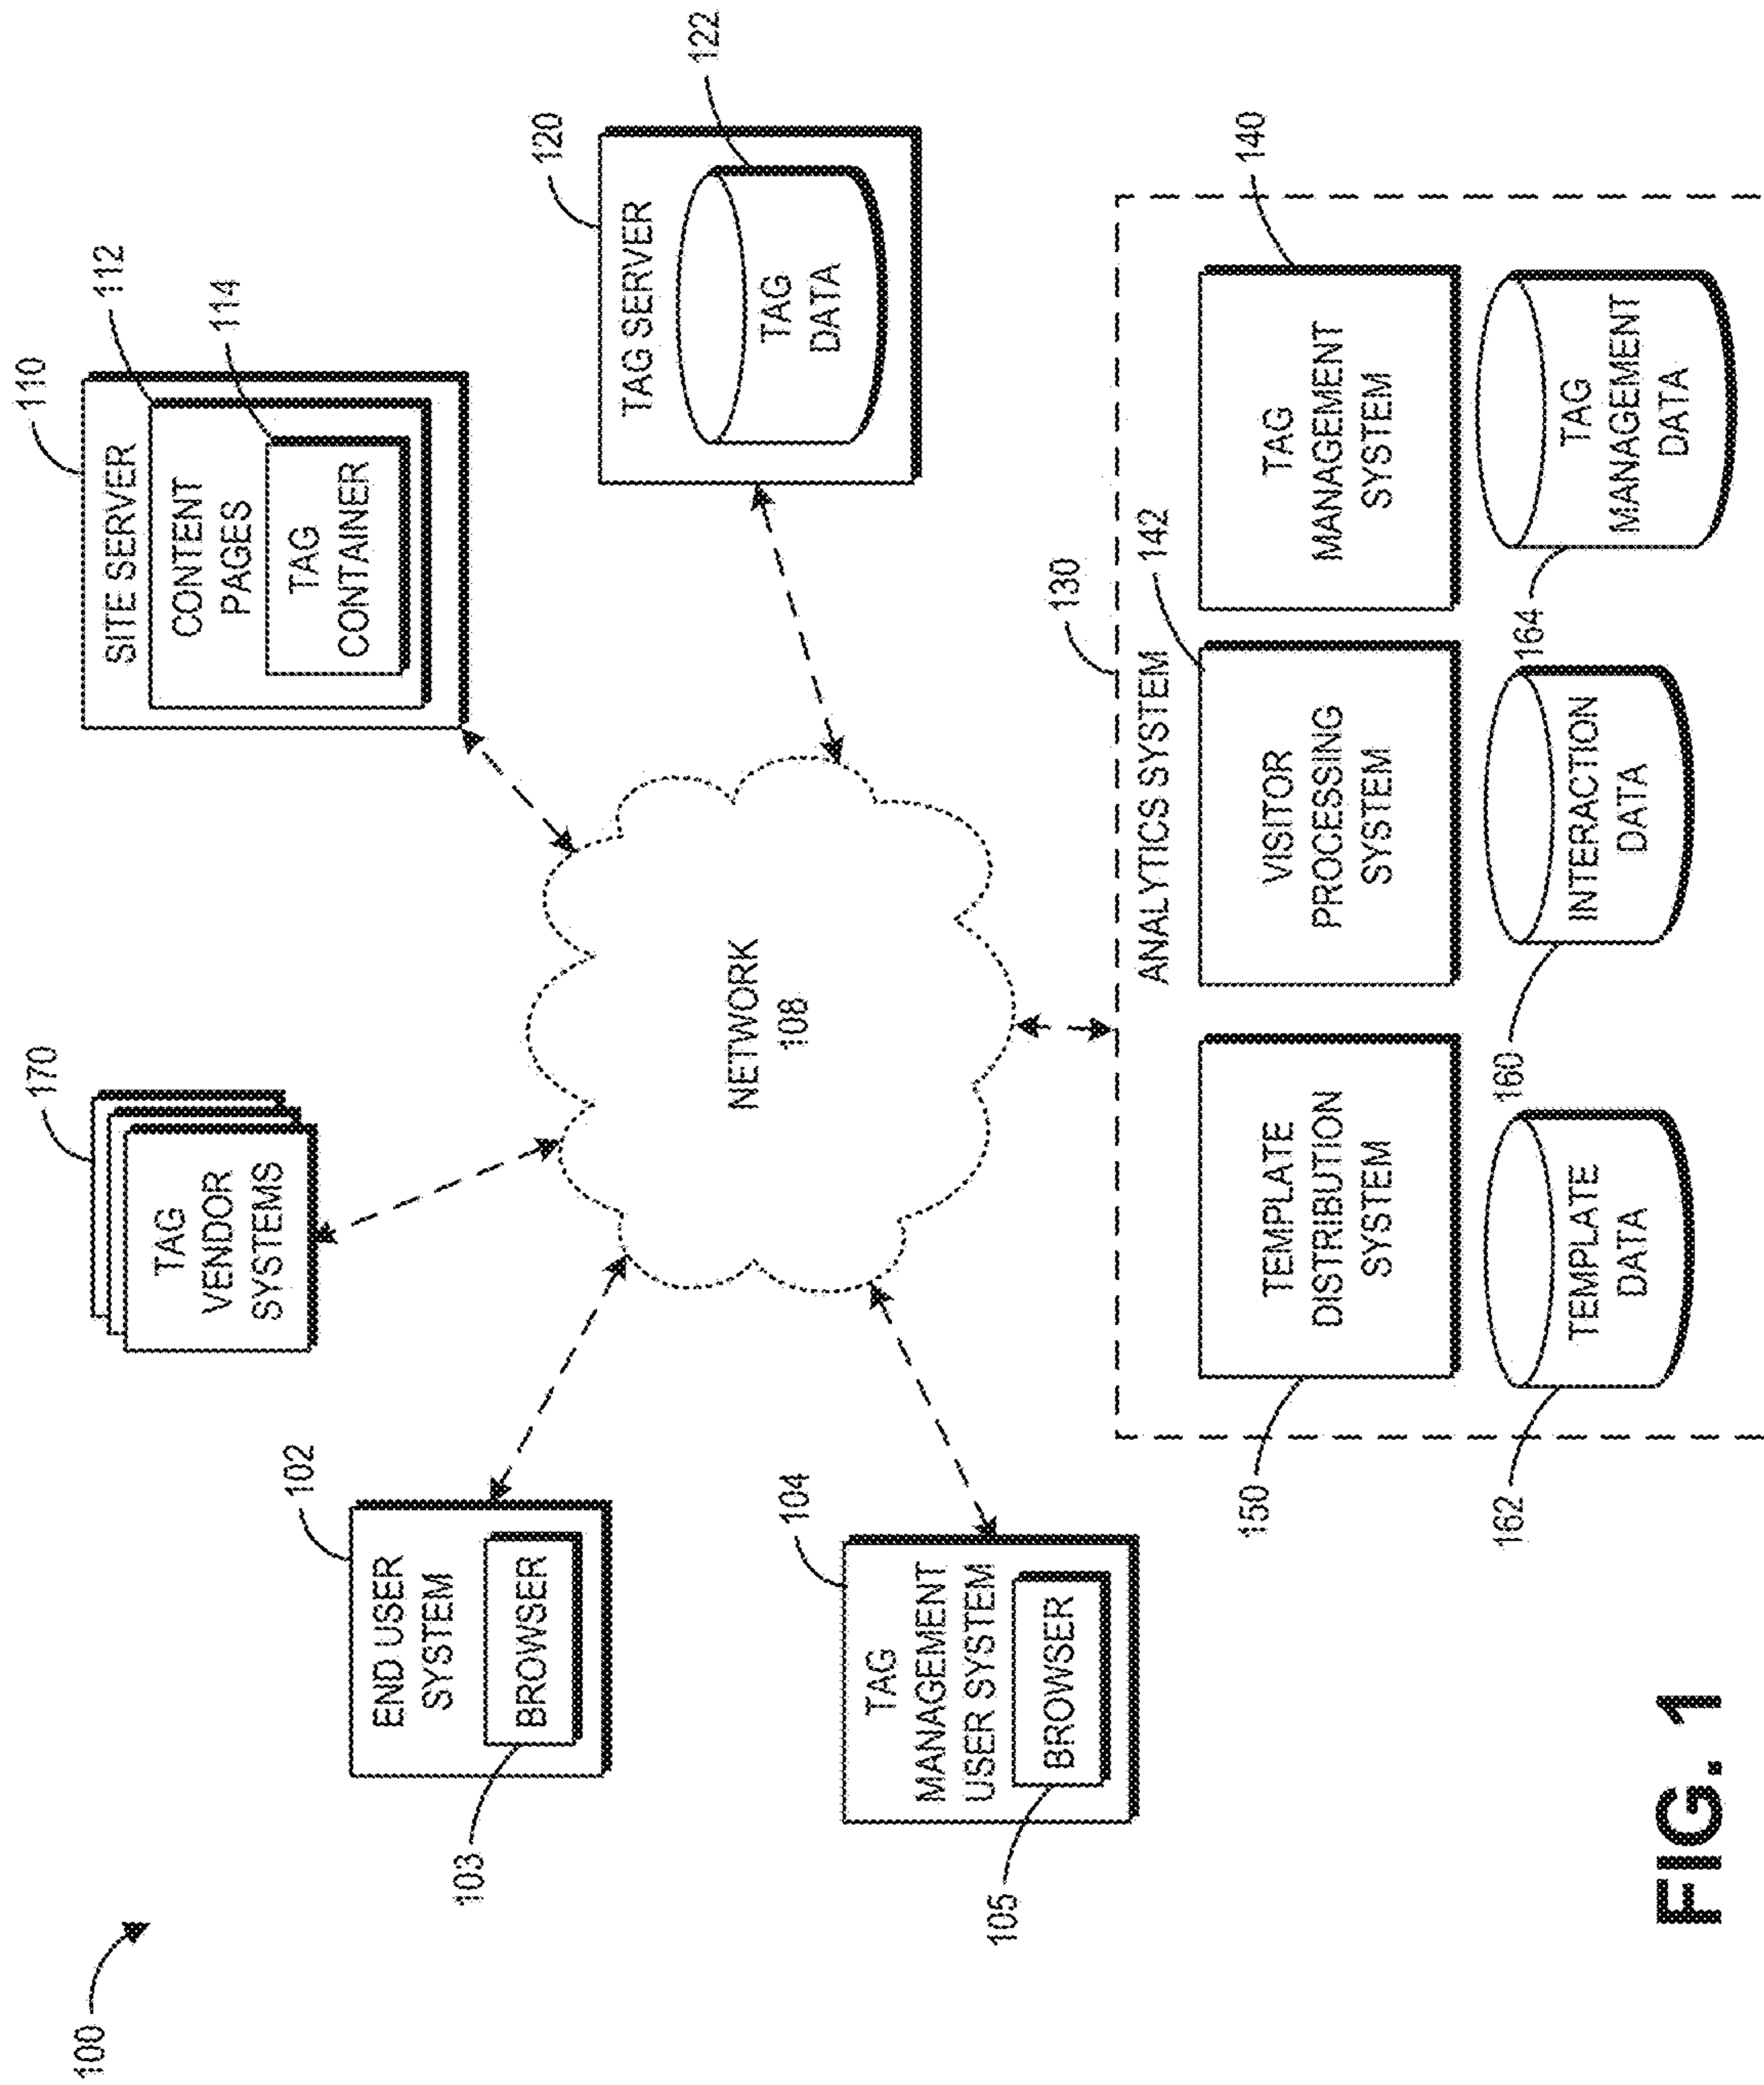 100
170
TAG
VENDOR
SYSTEMS
110
112
114
SITE SERVER
CONTENT
PAGES
TAG
CONTAINER
102
END USER
SYSTEM
BROWSER
103
120
122
TAG SERVER
TAG
DATA
NETWORK
108
104
TAG
MANAGEMENT
USER SYSTEM
BROWSER
105
130
ANALYTICS SYSTEM
142
140
150
TEMPLATE
DISTRIBUTION
SYSTEM
VISITOR
PROCESSING
SYSTEM
TAG
MANAGEMENT
SYSTEM
162
TEMPLATE
DATA
160
INTERACTION
DATA
164
TAG
MANAGEMENT
DATA
FIG. 1